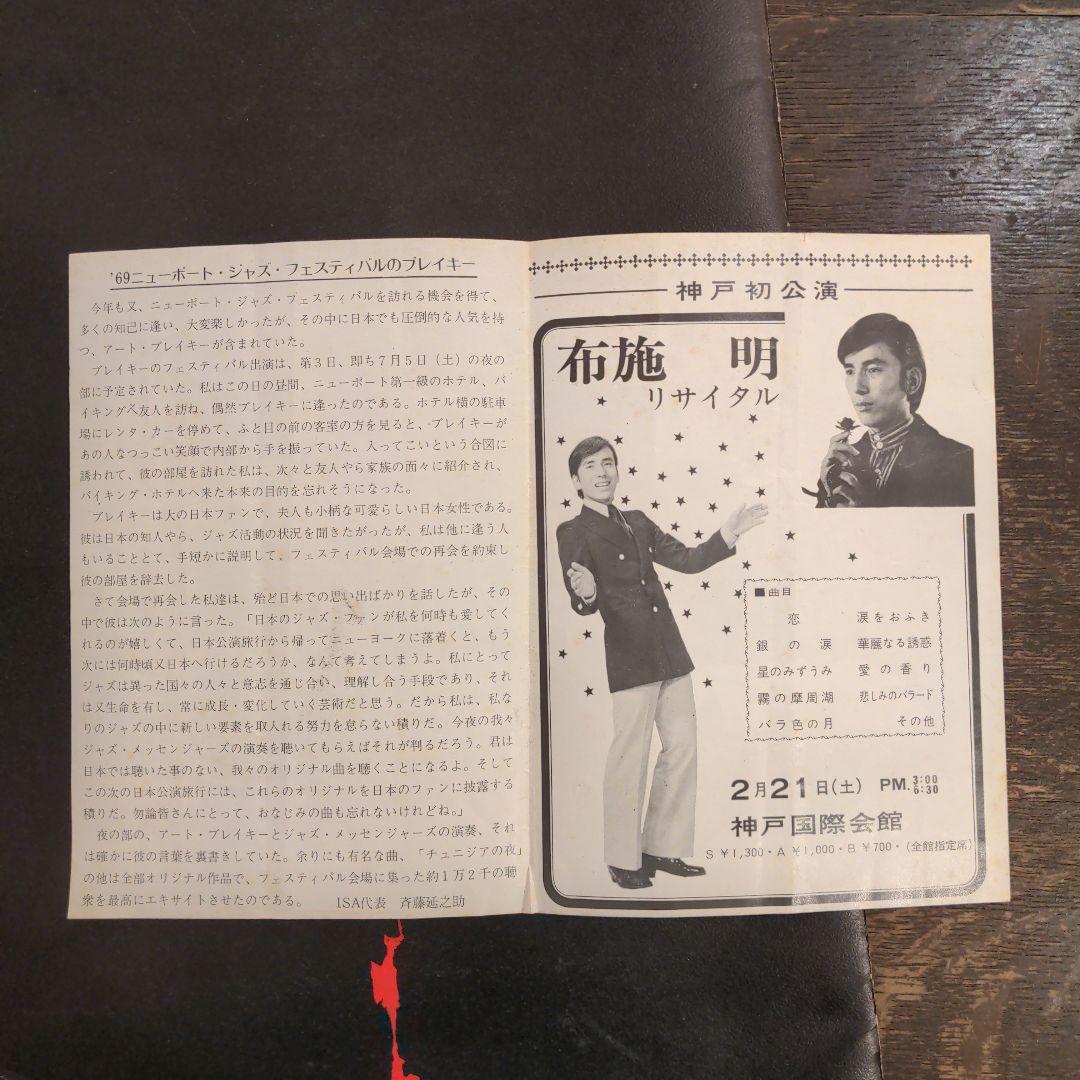 '69ニューポート・ジャズ・フェスティバルのブレイキー
今年も又、ニューポート・ジャズ・フェスティバルを訪れる機会を得て、
多くの知己に逢い、大変楽しかったが、その中に日本でも圧倒的な人気を持
つ、アート・ブレイキーが含まれていた。
ブレイキーのフェスティバル出演は、第3日、即ち7月5日（土）の夜の
部に予定されていた。私はこの日の昼間、ニューポート第一級のホテル、バ
イキングへ友人を訪ね、偶然ブレイキーに逢ったのである。ホテル横の駐車
場にレンタ・カーを停めて、ふと目の前の客室の方を見ると、ブレイキーが
あの人なつっこい笑顔で内部から手を振っていた。入ってこいという合図に
誘われて、彼の部屋を訪れた私は、次々と友人やら家族の面々に紹介され、
バイキング・ホテルへ来た本来の目的を忘れそうになった。
ブレイキーは大の日本ファンで、夫人も小柄な可愛らしい日本女性である。
彼は日本の知人やら、ジャズ活動の状況を聞きたがったが、私は他に逢う人
もいることとて、手短かに説明して、フェスティバル会場での再会を約束し
彼の部屋を辞去した。
さて会場で再会した私達は、殆ど日本での思い出ばかりを話したが、その
中で彼は次のように言った。「日本のジャズ・ファンが私を何時も愛してく
れるのが嬉しくて、日本公演旅行から帰ってニューヨークに落着くと、もう
次には何時頃又日本へ行けるだろうか、なんて考えてしまうよ。私にとって
ジャズは異った国々の人々と意志を通じ合い、理解し合う手段であり、それ
は又生命を有し、常に成長・変化していく芸術だと思う。だから私は、私な
りのジャズの中に新しい要素を取入れる努力を怠らない積りだ。今夜の我々
ジャズ・メッセンジャーズの演奏を聴いてもらえばそれが判るだろう。君は
日本では聴いた事のない、我々のオリジナル曲を聴くことになるよ。そして
この次の日本公演旅行には、これらのオリジナルを日本のファンに披露する
積りだ。勿論皆さんにとって、おなじみの曲も忘れないけれどね。」
夜の部の、アート・ブレイキーとジャズ・メッセンジャーズの演奏、それ
は確かに彼の言葉を裏書きしていた。余りにも有名な曲、「チュニジアの夜」
の他は全部オリジナル作品で、フェスティバル会場に集った約1万2千の聴
衆を最高にエキサイトさせたのである。 ISA代表 斉藤延之助
神戸初公演
布施 明
リサイタル
■曲目
恋 涙をおふき
銀の涙 華麗なる誘惑
星のみずうみ 愛の香り
霧の摩周湖 悲しみのバラード
バラ色の月 その他
2月21日(土) PM. 3:00 6:30
神戸国際会館
S ¥1,300・A ¥1,000・B ¥700・(全館指定席)